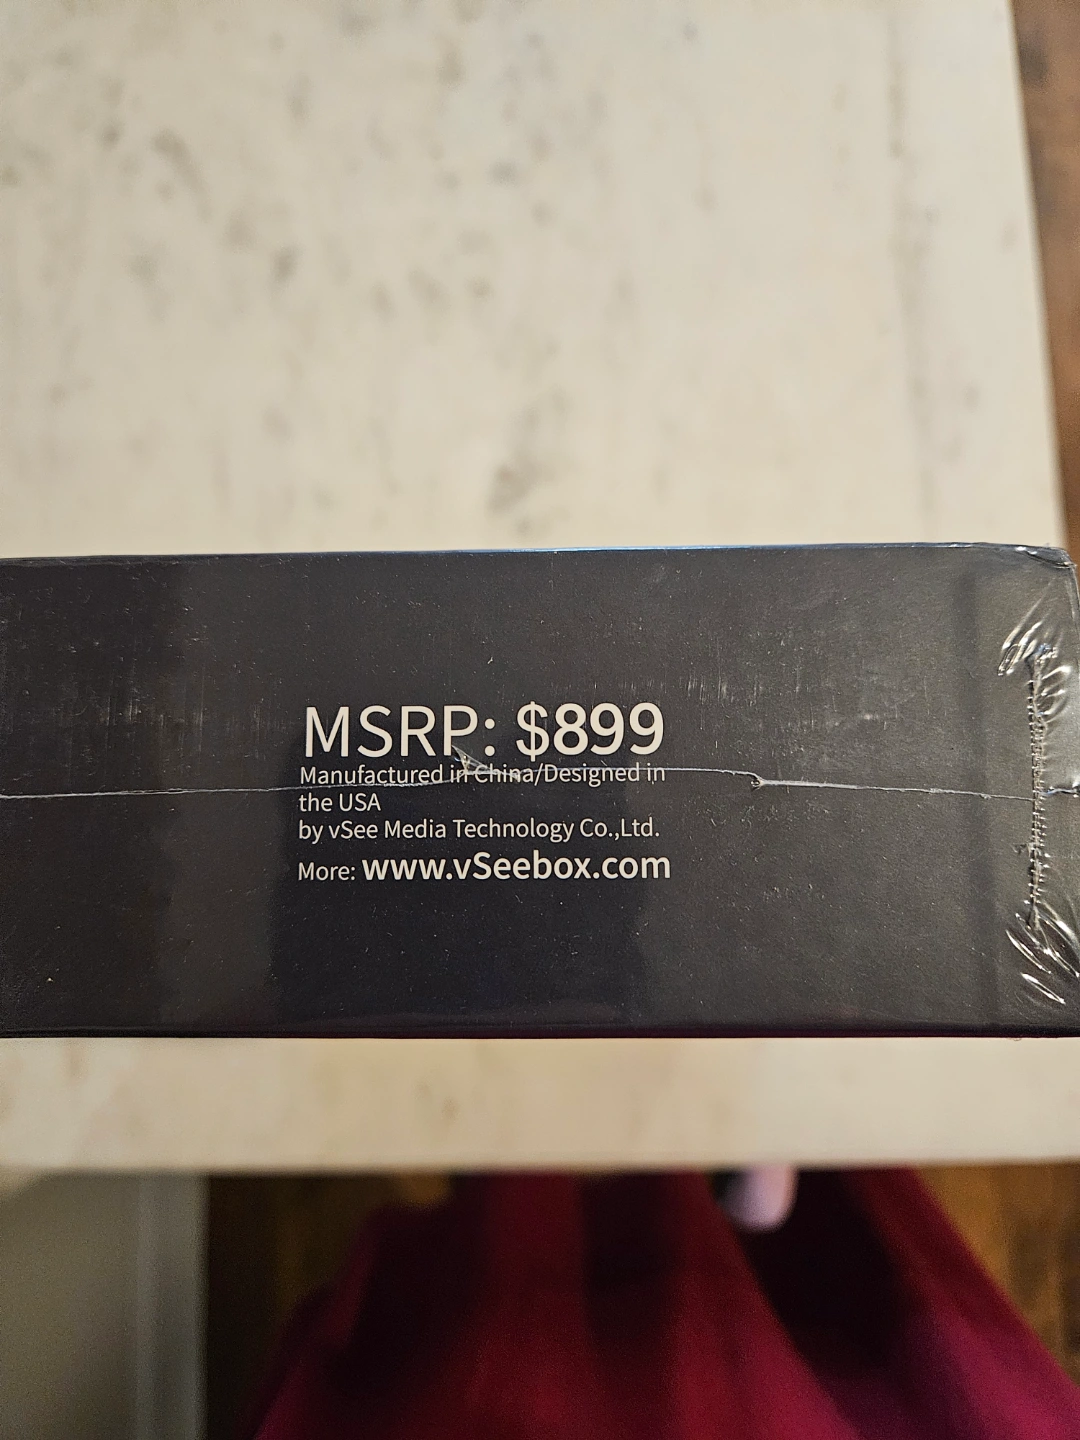 MSRP: $899
Manufactured in China/Designed in
the USA
by vSee Media Technology Co.,Ltd.
More: www.vSeebox.com